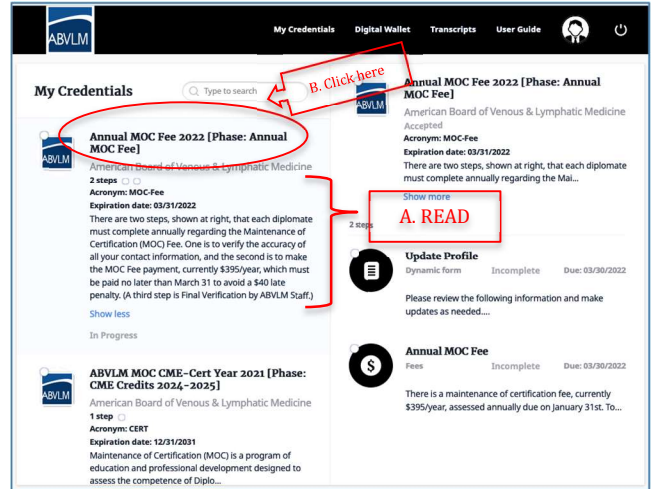 ABVLM
My Credentials
Digital Wallet
Transcripts
User Guide
My Credentials
Type to search
B. Click here
ABVLM
Annual MOC Fee 2022 [Phase: Annual
MOC Fee]
American Board of Venous & Lymphatic Medicine
2 steps
Acronym: MOC-Fee
Expiration date: 03/31/2022
There are two steps, shown at right, that each diplomate
must complete annually regarding the Maintenance of
Certification (MOC) Fee. One is to verify the accuracy of
all your contact information, and the second is to make
the MOC Fee payment, currently $395/year, which must
be paid no later than March 31 to avoid a $40 late
penalty. (A third step is Final Verification by ABVLM Staff.)
Show less
In Progress
ABVLM
ABVLM MOC CME-Cert Year 2021 [Phase:
CME Credits 2024-2025]
American Board of Venous & Lymphatic Medicine
1 step
Acronym: CERT
Expiration date: 12/31/2031
Maintenance of Certification (MOC) is a program of
education and professional development designed to
assess the competence of Diplo...
ABVLM
Annual MOC Fee 2022 [Phase: Annual
MOC Fee]
American Board of Venous & Lymphatic Medicine
Accepted
Acronym: MOC-Fee
Expiration date: 03/31/2022
There are two steps, shown at right, that each diplomate
must complete annually regarding the Mai...
Show more
2 steps
A. READ
Update Profile
Dynamic form Incomplete Due: 03/30/2022
Please review the following information and make
updates as needed....
$
Annual MOC Fee
Fees Incomplete Due: 03/30/2022
There is a maintenance of certification fee, currently
$395/year, assessed annually due on January 31st. To...